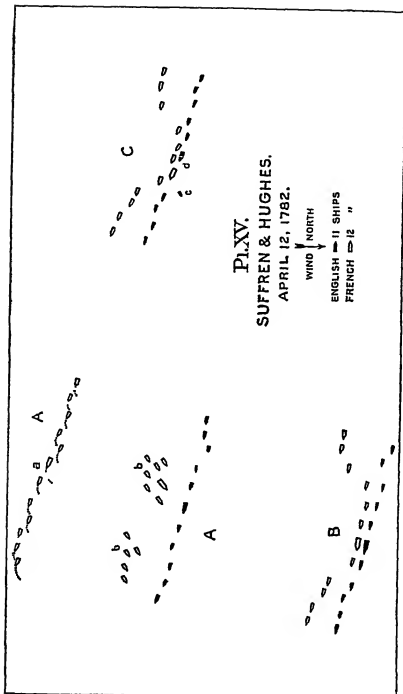 A
a
b
b
A
B
C
d
c
Pl.XV.
SUFFREN & HUGHES.
APRIL 12, 1782.
WIND NORTH
ENGLISH 11 SHIPS
FRENCH 12 "